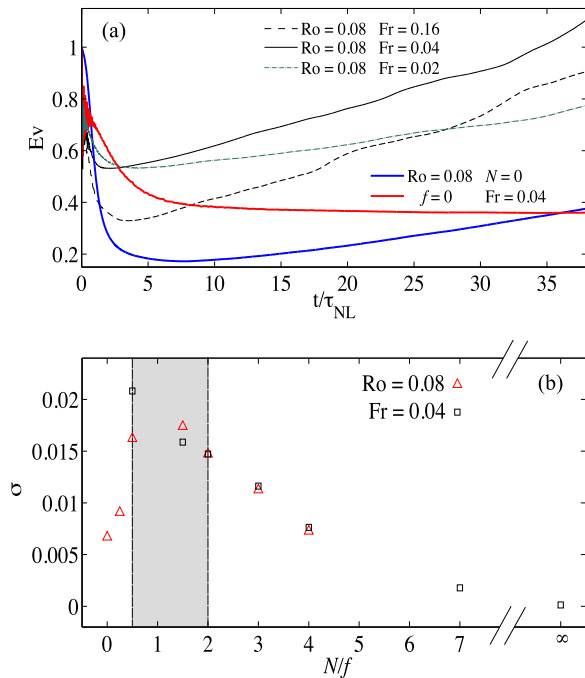 (a)
Ro = 0.08 Fr = 0.16
Ro = 0.08 Fr = 0.04
Ro = 0.08 Fr = 0.02
Ro = 0.08 N = 0
f = 0 Fr = 0.04
1
0.8
0.6
0.4
0.2
Ev
0 5 10 15 20 25 30 35
t/τNL
(b)
Ro = 0.08
Fr = 0.04
0.02
0.015
0.01
0.005
0
σ
0 1 2 3 4 5 6 7 8 ∞
N/f